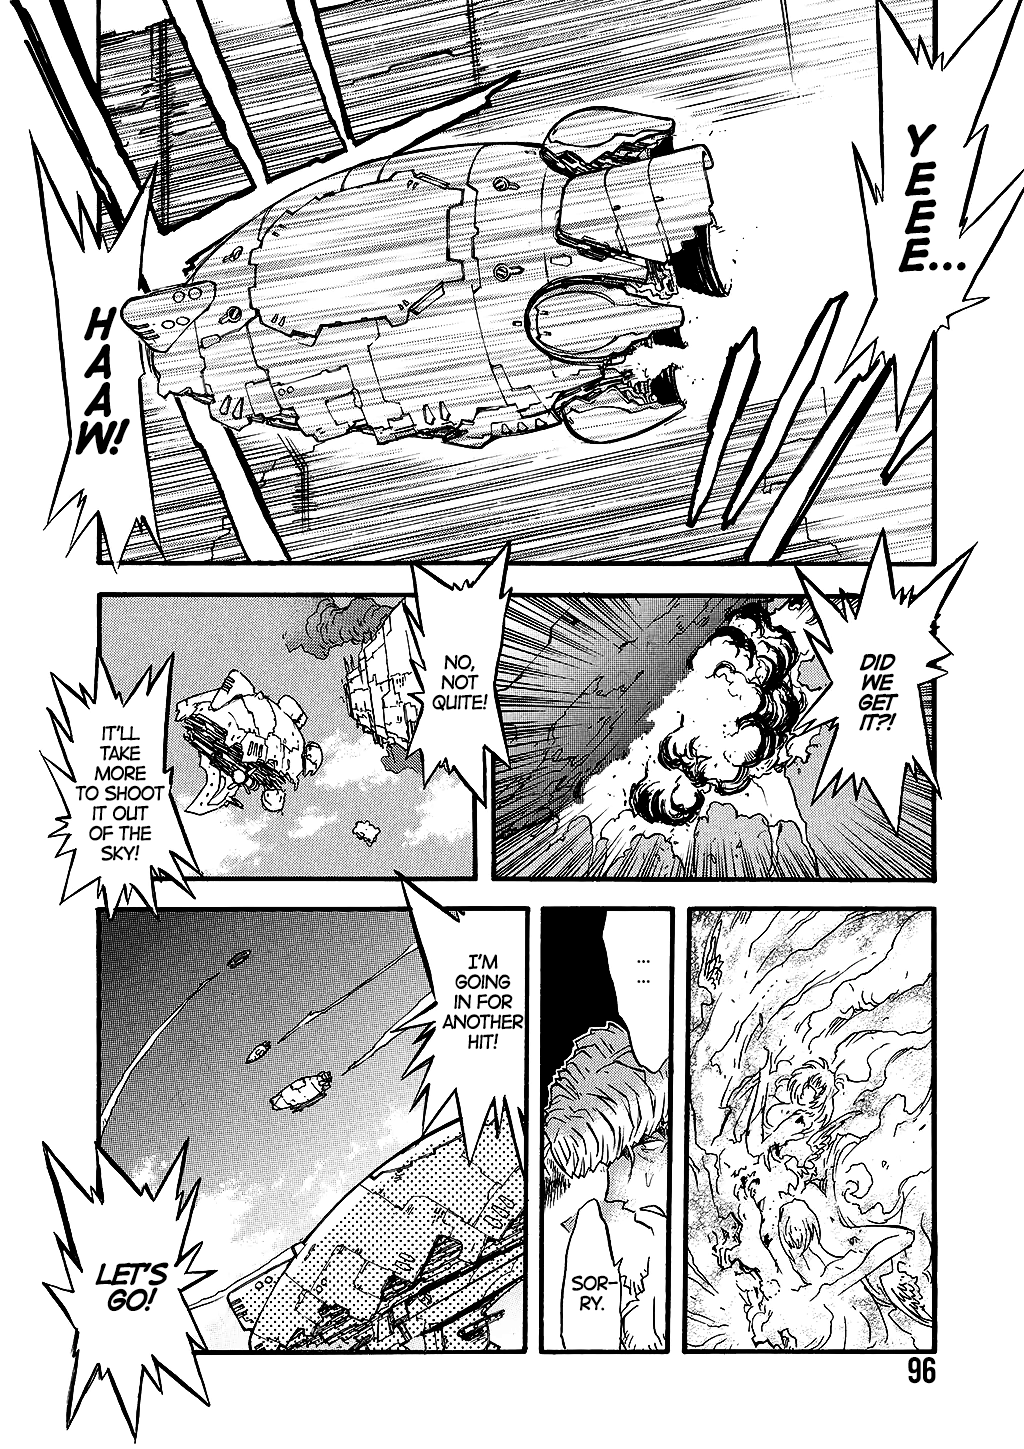 YEEE...
HAAW!
DID
WE
GET
IT?!
NO,
NOT
QUITE!
IT'LL
TAKE
MORE
TO SHOOT
IT OUT
OF THE
SKY!
...
...
SOR-
RY.
I'M
GOING
IN FOR
ANOTHER
HIT!
LET'S
GO!
96